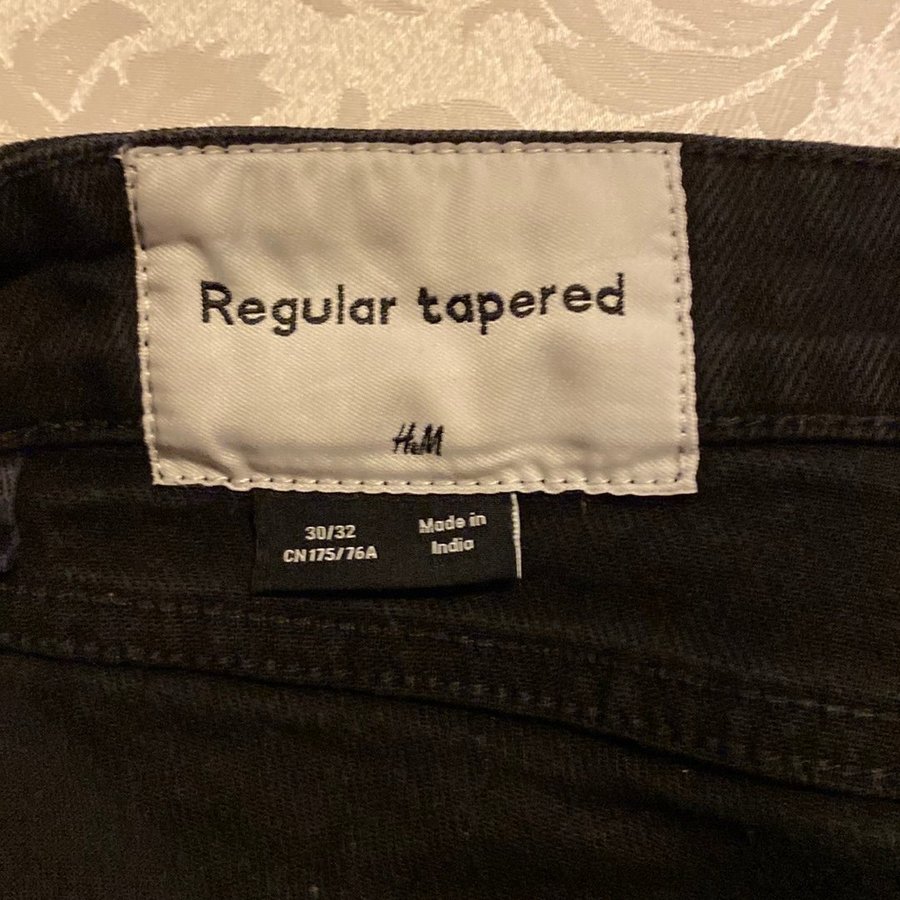 Regular tapered
H&M
30/32
CN175/76A
Made in
India